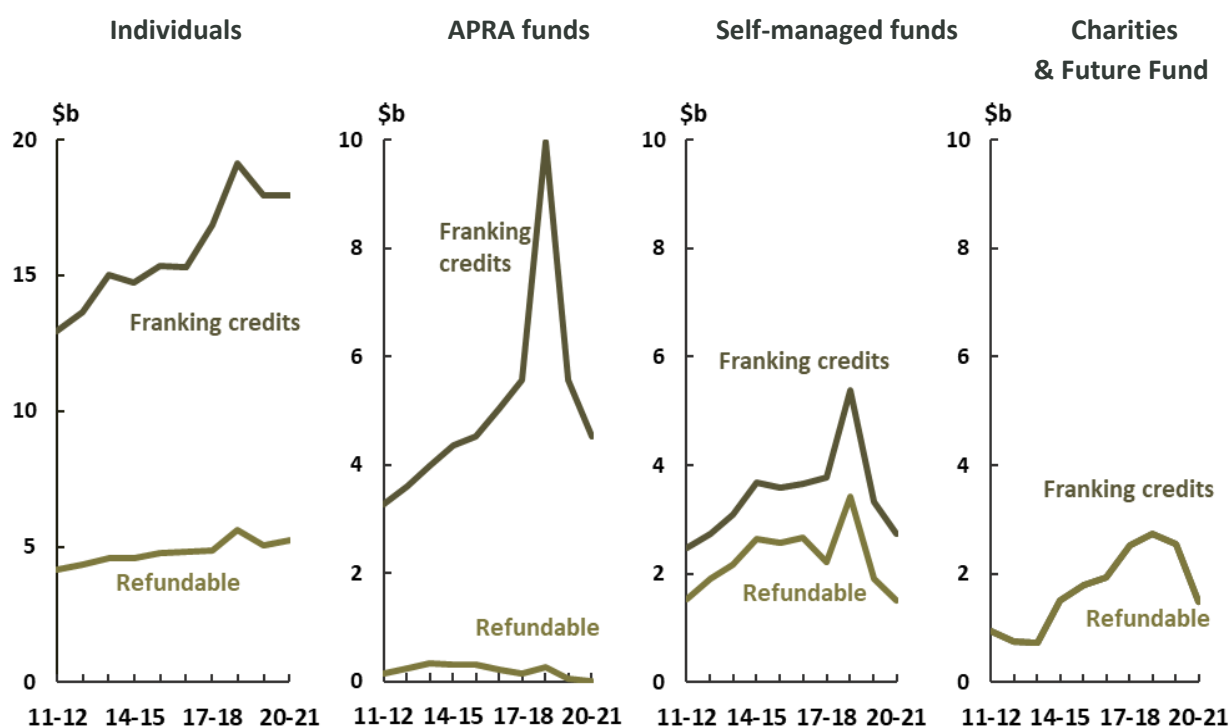 Individuals
APRA funds
Self-managed funds
Charities
& Future Fund
$b
20
15
10
5
0
Franking credits
Refundable
11-12 14-15 17-18 20-21
$b
10
8
6
4
2
0
Franking
credits
Refundable
11-12 14-15 17-18 20-21
$b
10
8
6
4
2
0
Franking credits
Refundable
11-12 14-15 17-18 20-21
$b
10
8
6
4
2
0
Franking credits
Refundable
11-12 14-15 17-18 20-21